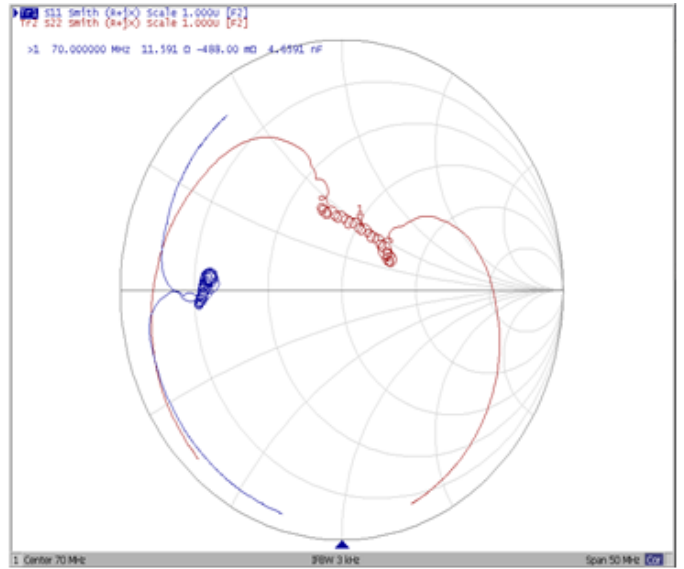 Tr1 S11 Smith (R+jX) Scale 1.000U [F2]
Tr2 S22 Smith (R+jX) Scale 1.000U [F2]
>1 70.000000 MHz 11.591 Ω -488.00 mΩ 4.6591 nF
1 Center 70 MHz IFBW 3 kHz Span 50 MHz Cor